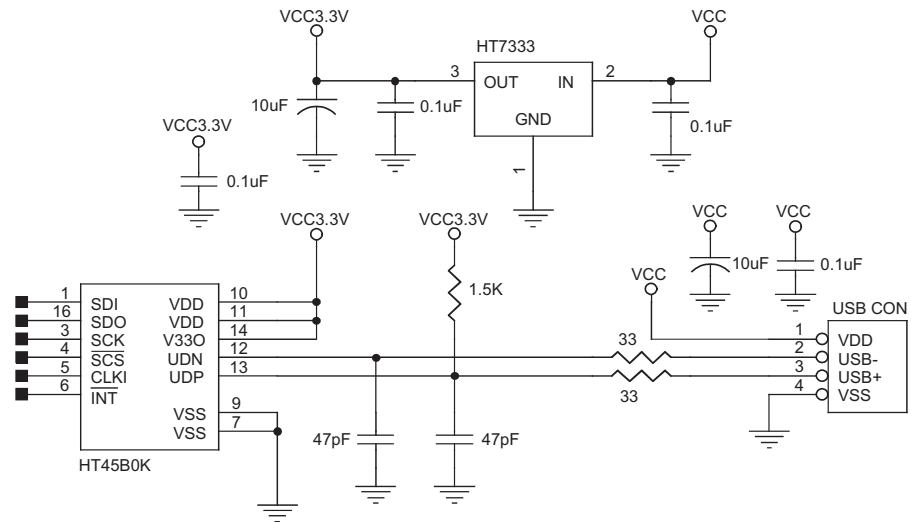 VCC3.3V
VCC
HT7333
3
OUT
IN
2
GND
1
10uF
0.1uF
0.1uF
VCC3.3V
0.1uF
VCC3.3V
VCC3.3V
1.5K
VCC
VCC
10uF
0.1uF
VCC
USB CON
1
SDI
VDD
10
16
SDO
VDD
11
3
SCK
V33O
14
4
SCS
UDN
12
5
CLKI
UDP
13
6
INT
VSS
9
VSS
7
HT45B0K
47pF
47pF
33
33
1
VDD
2
USB-
3
USB+
4
VSS